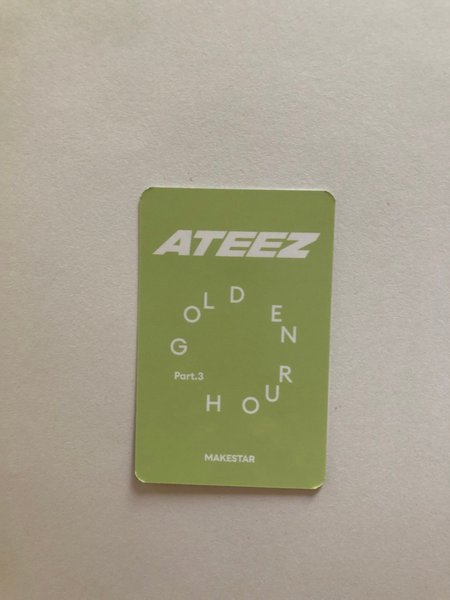 ATEEZ
GOLDEN
HOUR
Part.3
MAKESTAR